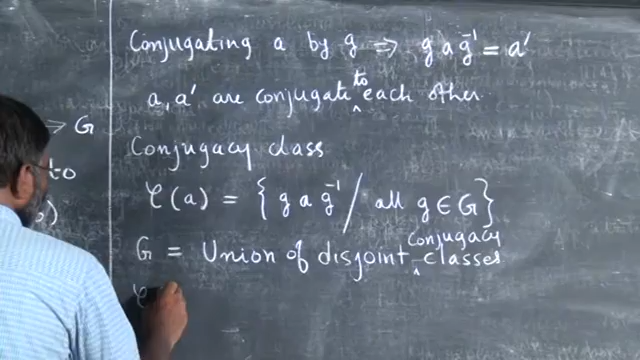 Conjugating a by g ⇒ g a g⁻¹ = a'
a, a' are conjugate to each other.
Conjugacy class
𝒞(a) = { g a g⁻¹ / all g ∈ G }
G = Union of disjoint conjugacy classes
𝒞
→ G
to